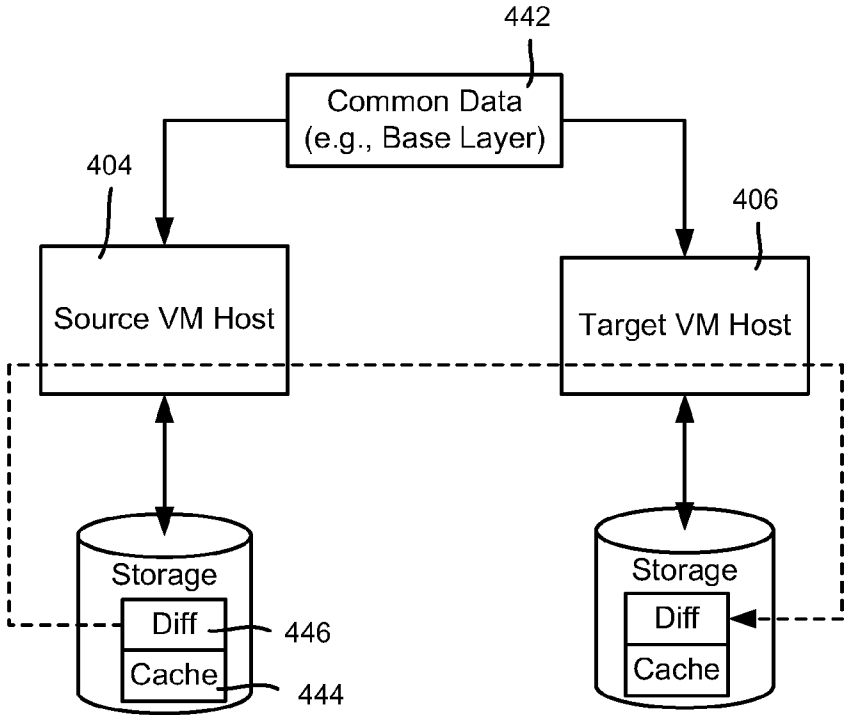 442
Common Data
(e.g., Base Layer)
404
406
Source VM Host
Target VM Host
Storage
Diff
446
Cache
444
Storage
Diff
Cache